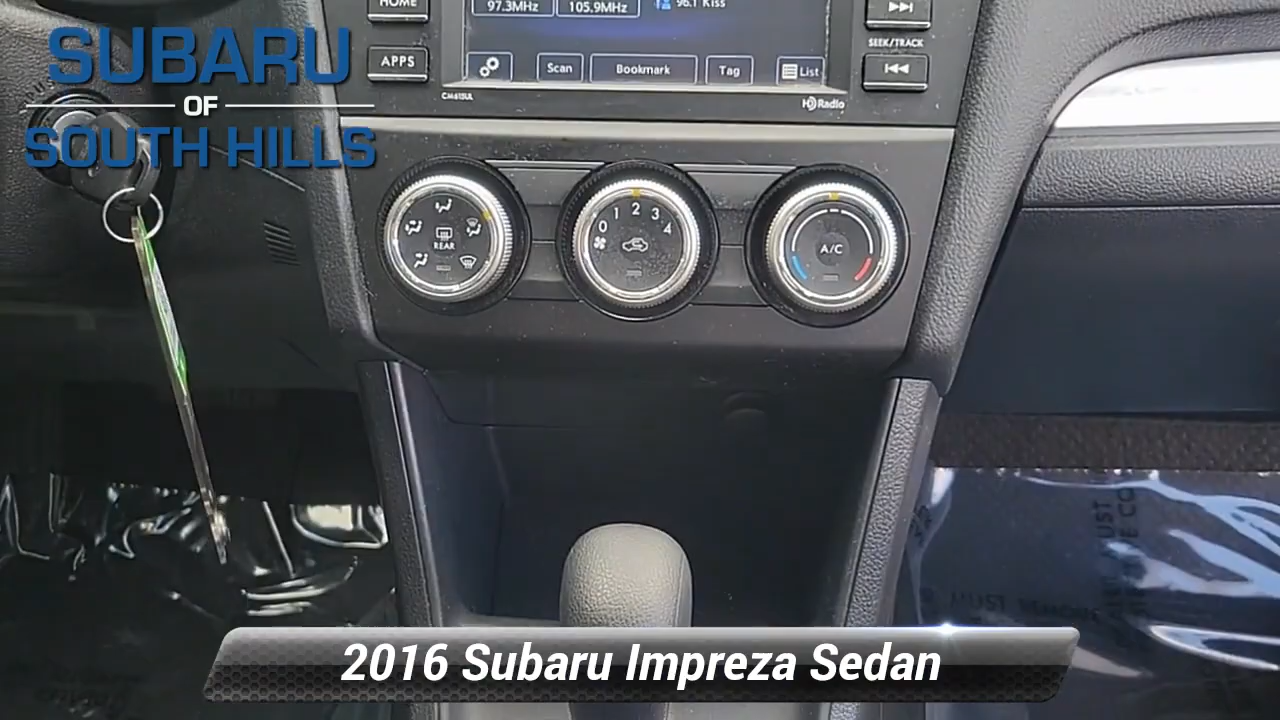 HOME
97.3MHz 105.9MHz 96.1 Kiss
SEEK/TRACK
APPS
Scan Bookmark Tag List
CM615UL
HD Radio
SUBARU
OF
SOUTH HILLS
REAR
0 1 2 3 4
A/C
MUST
2016 Subaru Impreza Sedan